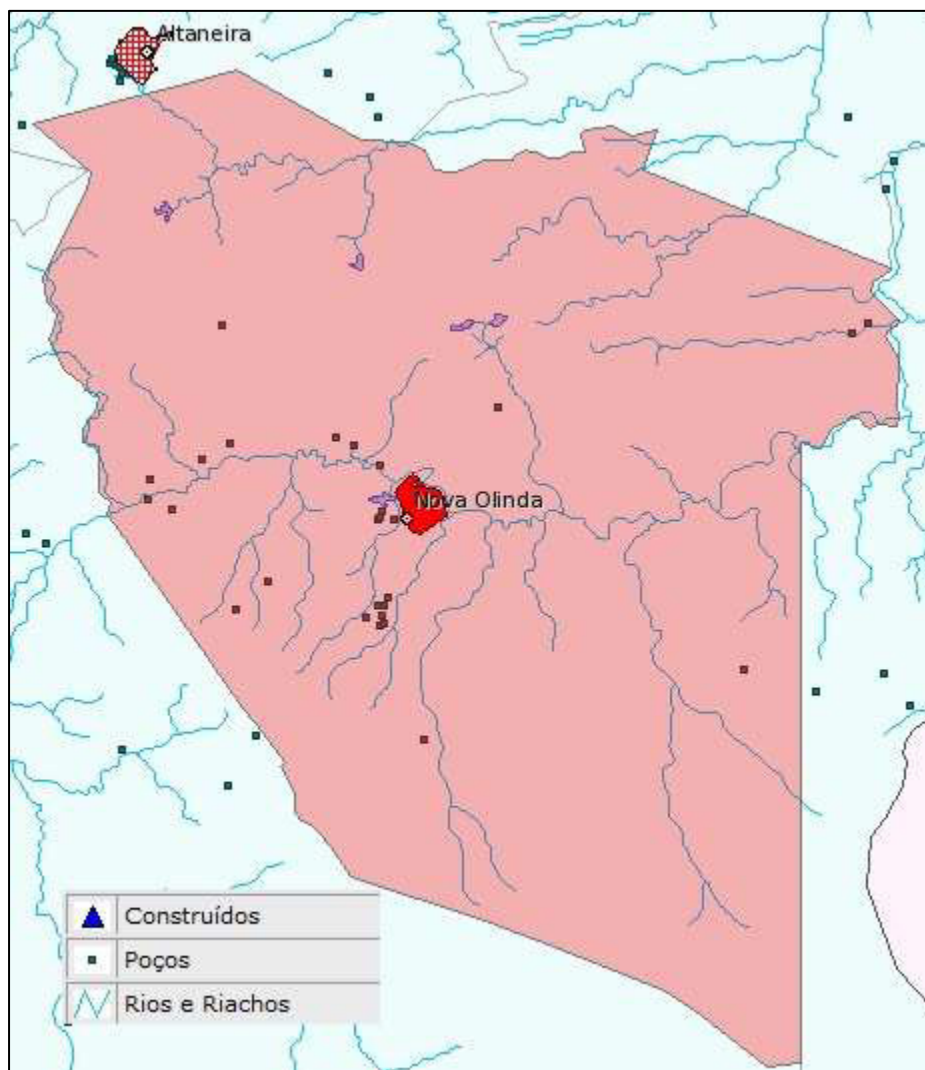 Altaneira
Nova Olinda
Construídos
Poços
Rios e Riachos